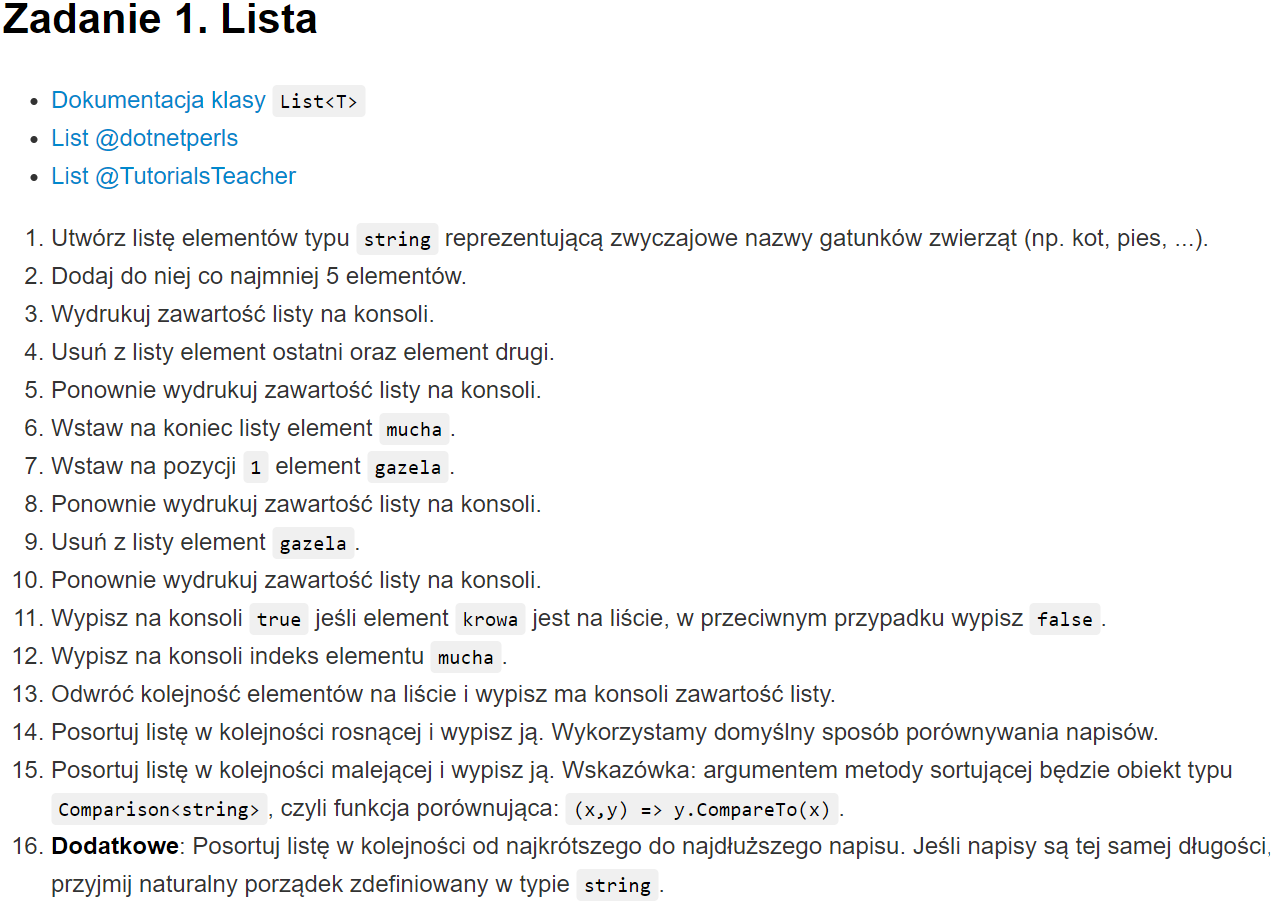 Zadanie 1. Lista
• Dokumentacja klasy List<T>
• List @dotnetperls
• List @TutorialsTeacher
1. Utwórz listę elementów typu string reprezentującą zwyczajowe nazwy gatunków zwierząt (np. kot, pies, ...).
2. Dodaj do niej co najmniej 5 elementów.
3. Wydrukuj zawartość listy na konsoli.
4. Usuń z listy element ostatni oraz element drugi.
5. Ponownie wydrukuj zawartość listy na konsoli.
6. Wstaw na koniec listy element mucha.
7. Wstaw na pozycji 1 element gazela.
8. Ponownie wydrukuj zawartość listy na konsoli.
9. Usuń z listy element gazela.
10. Ponownie wydrukuj zawartość listy na konsoli.
11. Wypisz na konsoli true jeśli element krowa jest na liście, w przeciwnym przypadku wypisz false.
12. Wypisz na konsoli indeks elementu mucha.
13. Odwróć kolejność elementów na liście i wypisz ma konsoli zawartość listy.
14. Posortuj listę w kolejności rosnącej i wypisz ją. Wykorzystamy domyślny sposób porównywania napisów.
15. Posortuj listę w kolejności malejącej i wypisz ją. Wskazówka: argumentem metody sortującej będzie obiekt typu
Comparison<string>, czyli funkcja porównująca: (x,y) => y.CompareTo(x).
16. Dodatkowe: Posortuj listę w kolejności od najkrótszego do najdłuższego napisu. Jeśli napisy są tej samej długości,
przyjmij naturalny porządek zdefiniowany w typie string.